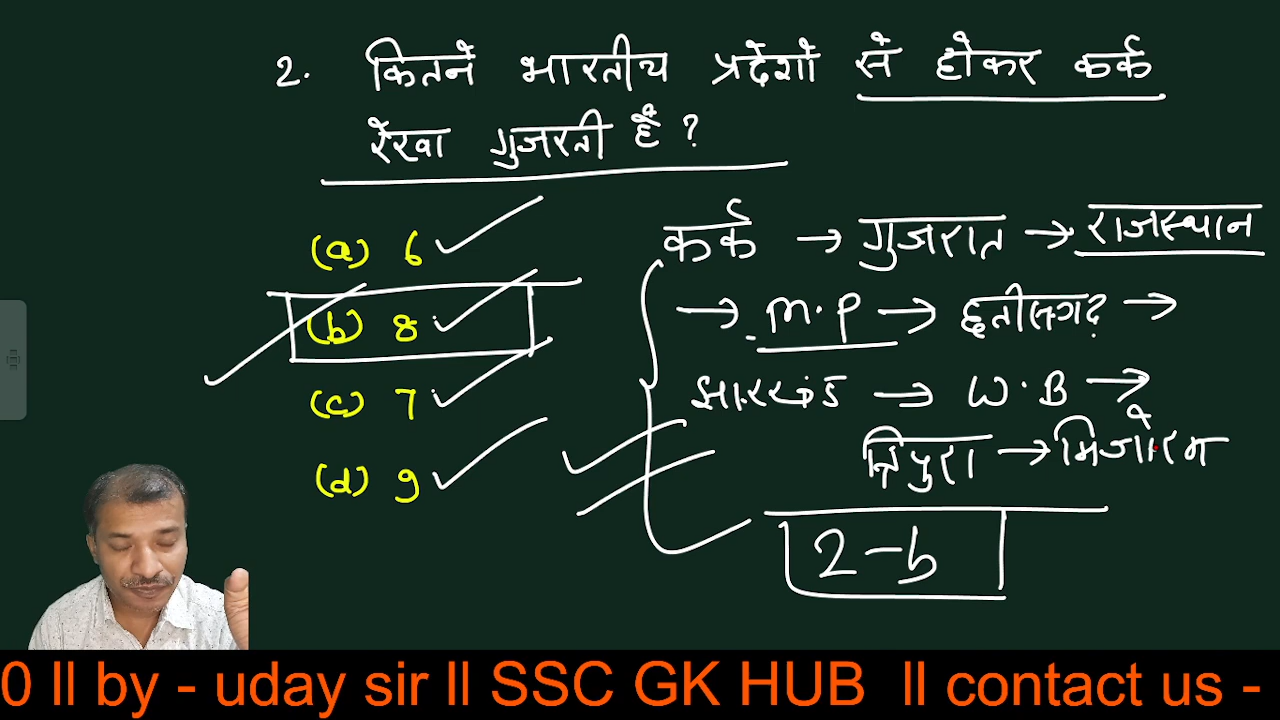 2. कितने भारतीय प्रदेशों से होकर कर्क
रेखा गुजरती है ?
(a) 6
(b) 8
(c) 7
(d) 9
कर्क → गुजरात → राजस्थान
→ M.P → छत्तीसगढ़ →
झारखंड → W.B →
त्रिपुरा → मिजोरम
2-b
0 ll by - uday sir ll SSC GK HUB ll contact us -